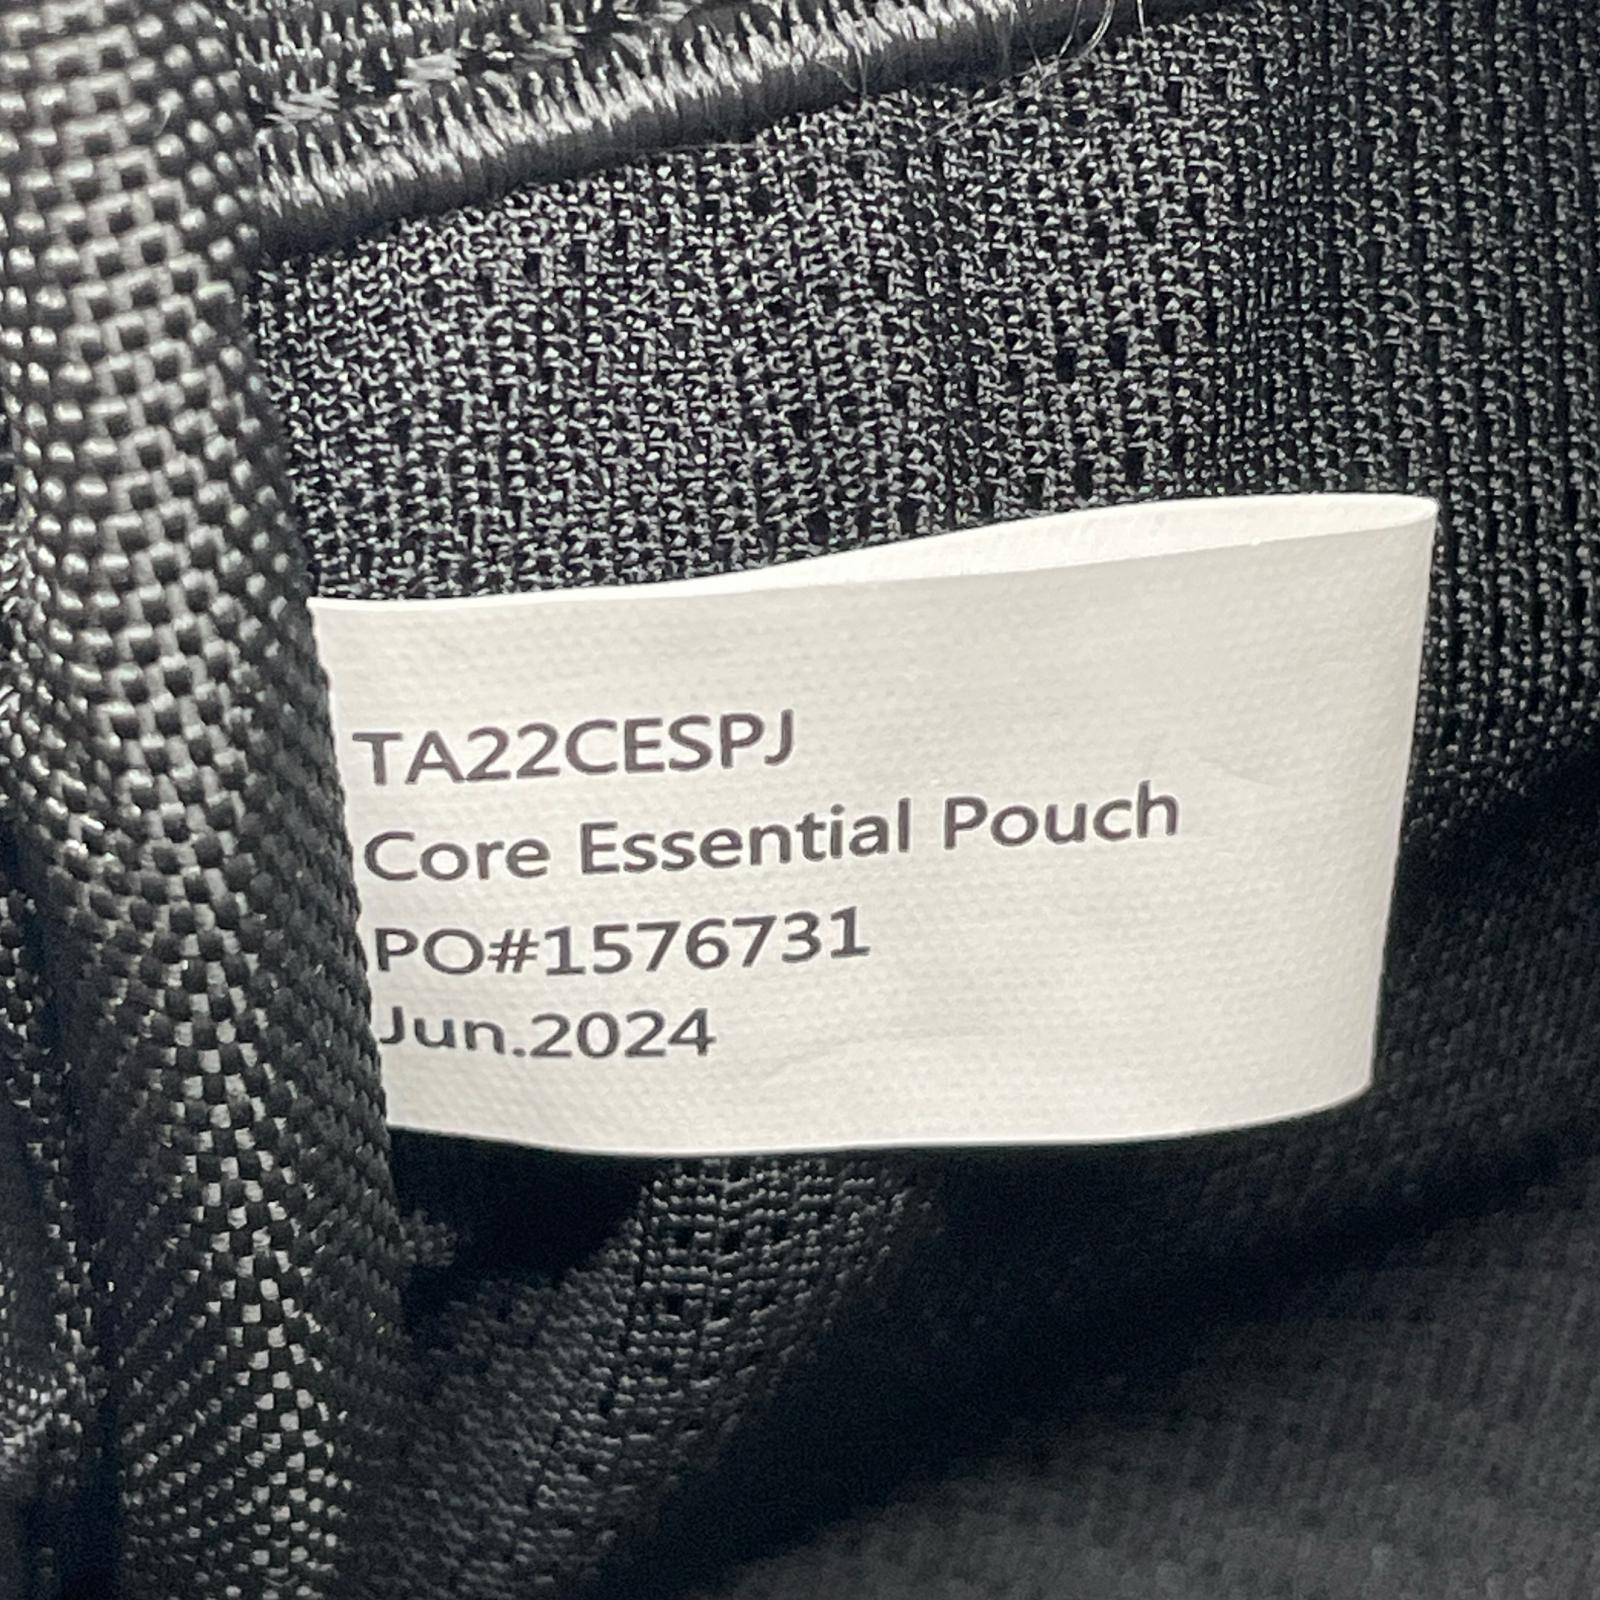 TA22CESPJ
Core Essential Pouch
PO#1576731
Jun.2024